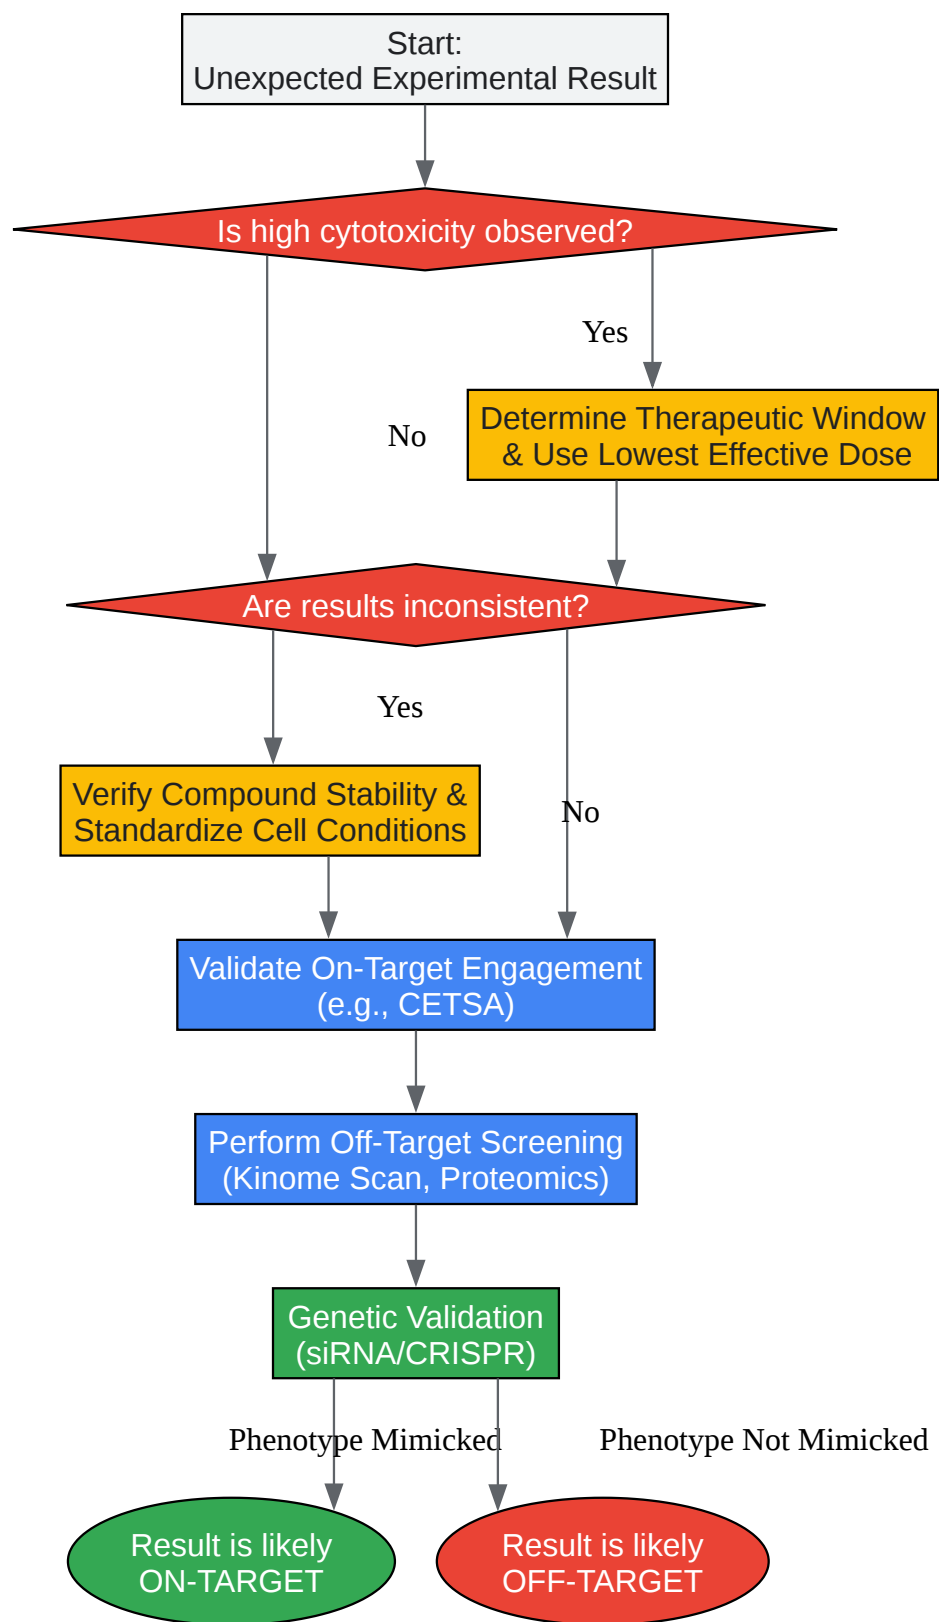 Start:
Unexpected Experimental Result
Is high cytotoxicity observed?
Yes
Determine Therapeutic Window
& Use Lowest Effective Dose
No
Are results inconsistent?
Yes
Verify Compound Stability &
Standardize Cell Conditions
No
Validate On-Target Engagement
(e.g., CETSA)
Perform Off-Target Screening
(Kinome Scan, Proteomics)
Genetic Validation
(siRNA/CRISPR)
Phenotype Mimicked
Phenotype Not Mimicked
Result is likely
ON-TARGET
Result is likely
OFF-TARGET